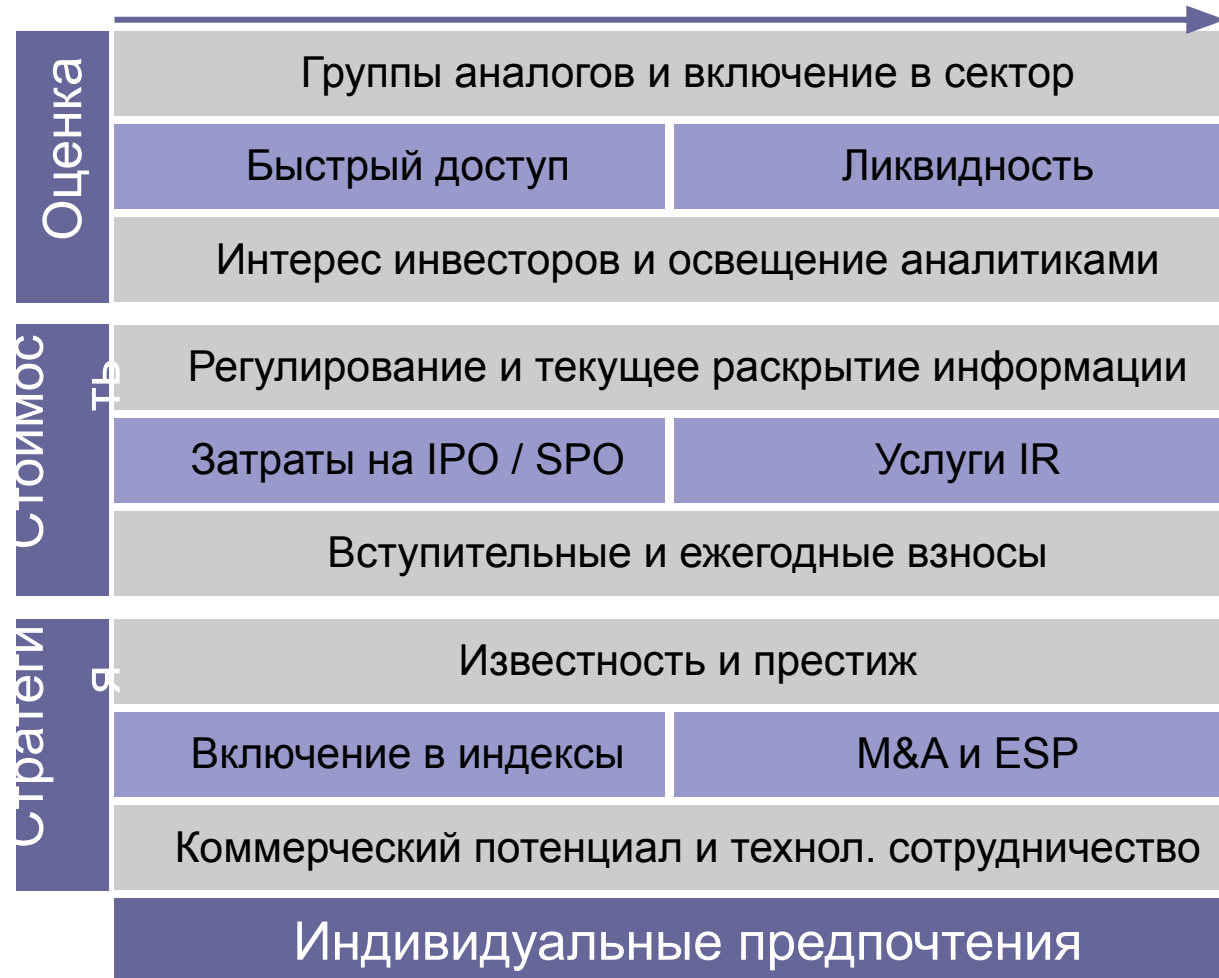 Оценка
Группы аналогов и включение в сектор
Быстрый доступ
Ликвидность
Интерес инвесторов и освещение аналитиками
Стоимос
ть
Регулирование и текущее раскрытие информации
Затраты на IPO / SPO
Услуги IR
Вступительные и ежегодные взносы
Стратеги
я
Известность и престиж
Включение в индексы
M&A и ESP
Коммерческий потенциал и технол. сотрудничество
Индивидуальные предпочтения